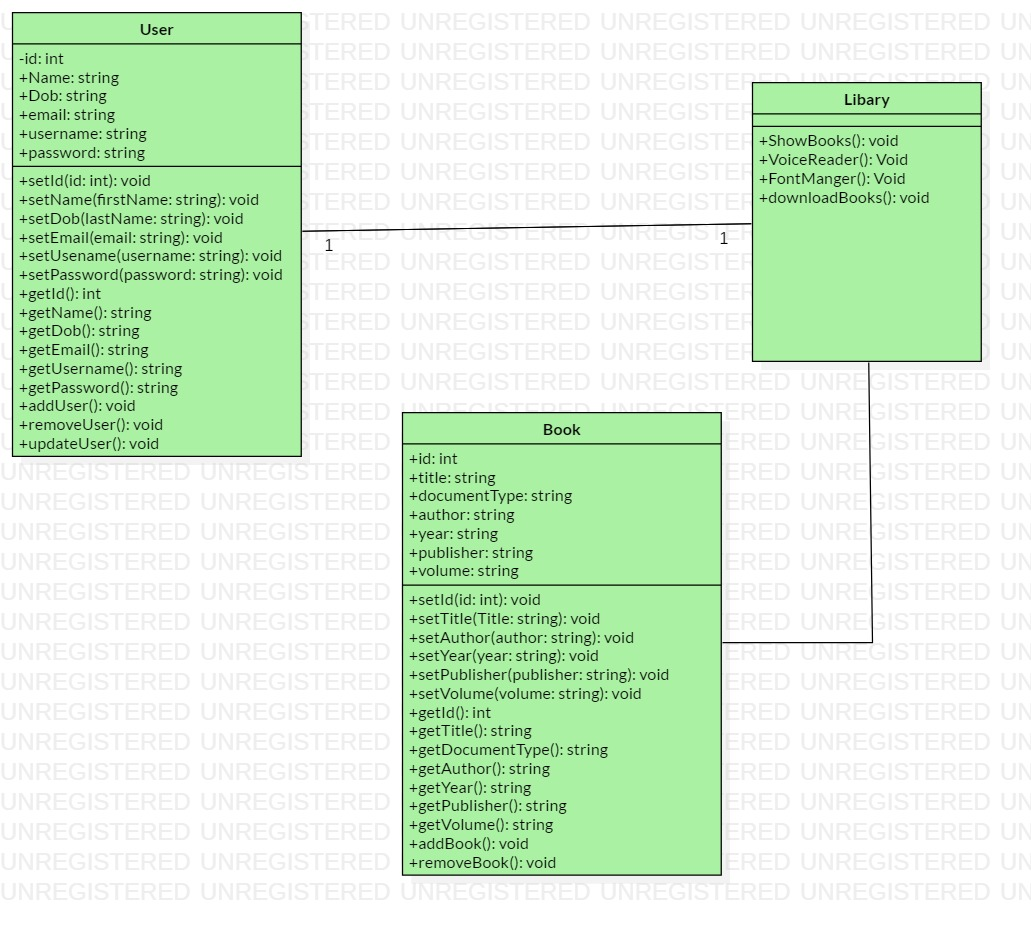 User
-id: int
+Name: string
+Dob: string
+email: string
+username: string
+password: string
+setId(id: int): void
+setName(firstName: string): void
+setDob(lastName: string): void
+setEmail(email: string): void
+setUsename(username: string): void
+setPassword(password: string): void
+getId(): int
+getName(): string
+getDob(): string
+getEmail(): string
+getUsername(): string
+getPassword(): string
+addUser(): void
+removeUser(): void
+updateUser(): void
1
1
Libary
+ShowBooks(): void
+VoiceReader(): Void
+FontManger(): Void
+downloadBooks(): void
Book
+id: int
+title: string
+documentType: string
+author: string
+year: string
+publisher: string
+volume: string
+setId(id: int): void
+setTitle(Title: string): void
+setAuthor(author: string): void
+setYear(year: string): void
+setPublisher(publisher: string): void
+setVolume(volume: string): void
+getId(): int
+getTitle(): string
+getDocumentType(): string
+getAuthor(): string
+getYear(): string
+getPublisher(): string
+getVolume(): string
+addBook(): void
+removeBook(): void
UNREGISTERED